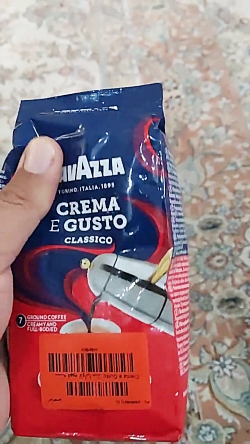 LAVAZZA
TORINO, ITALIA, 1895
CREMA
E GUSTO
CLASSICO
7 GROUND COFFEE
CREAMY AND
FULL-BODIED